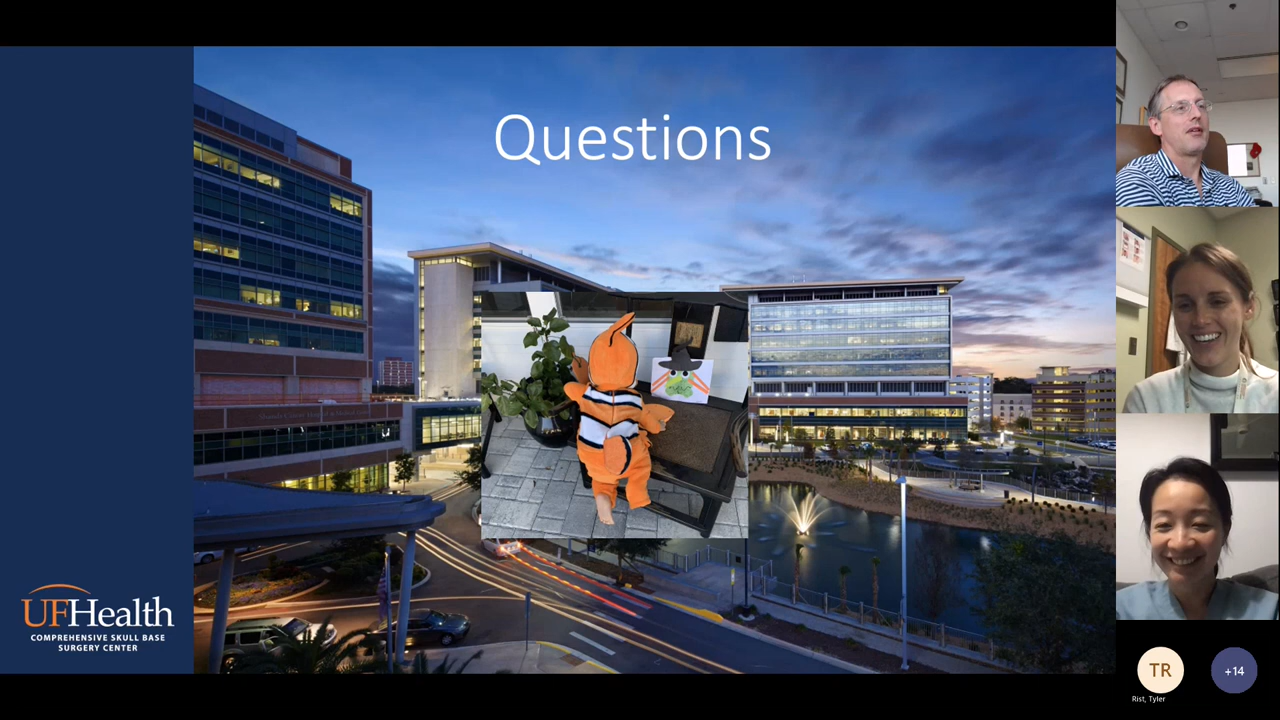 Questions
UFHealth
COMPREHENSIVE SKULL BASE
SURGERY CENTER
TR
+14
Rist, Tyler